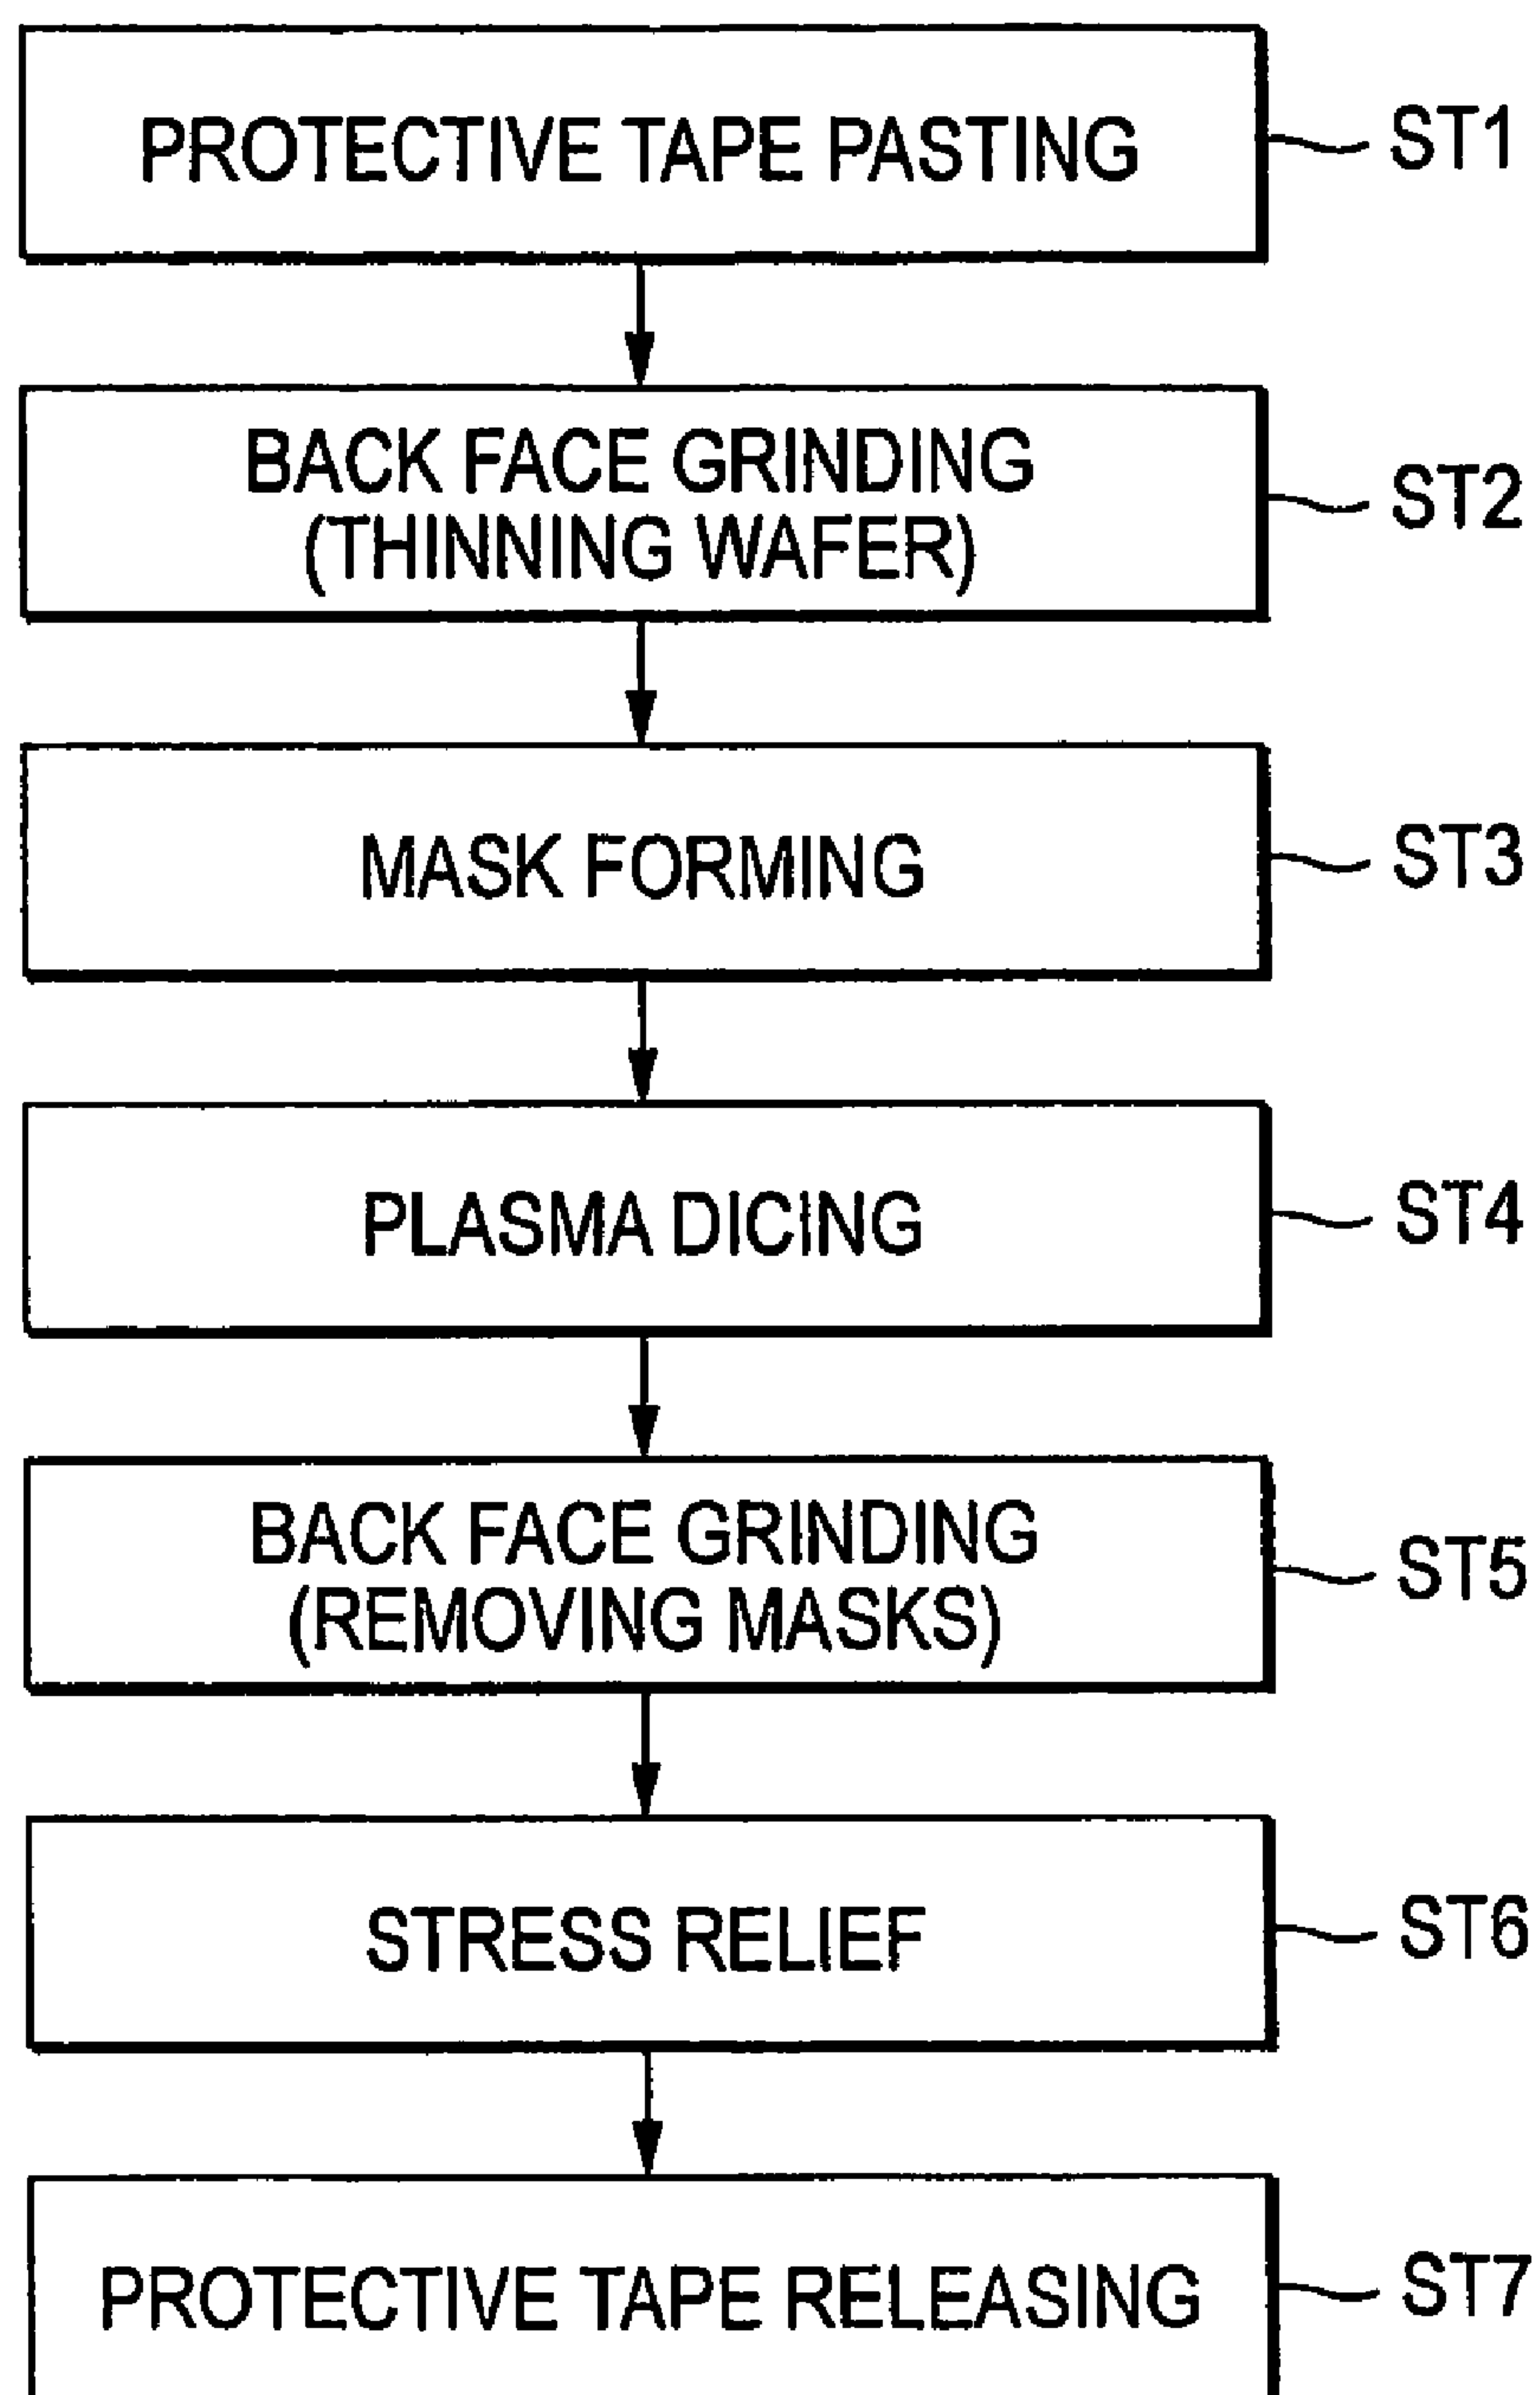 PROTECTIVE TAPE PASTING
ST1
BACK FACE GRINDING
(THINNING WAFER)
ST2
MASK FORMING
ST3
PLASMA DICING
ST4
BACK FACE GRINDING
(REMOVING MASKS)
ST5
STRESS RELIEF
ST6
PROTECTIVE TAPE RELEASING
ST7